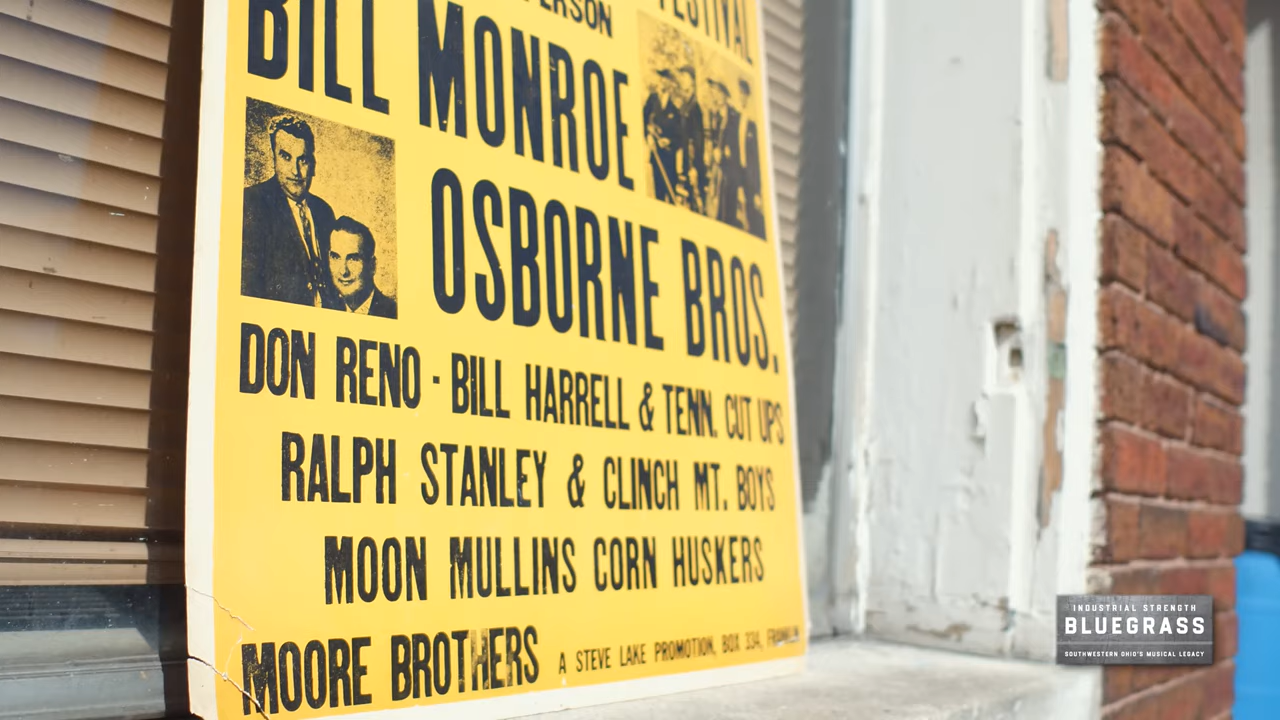 FESTIVAL
BILL MONROE
OSBORNE BROS.
DON RENO · BILL HARRELL & TENN. CUT UPS
RALPH STANLEY & CLINCH MT. BOYS
MOON MULLINS CORN HUSKERS
MOORE BROTHERS A STEVE LAKE PROMOTION, BOX 334, FRANKLIN
INDUSTRIAL STRENGTH
BLUEGRASS
SOUTHWESTERN OHIO'S MUSICAL LEGACY